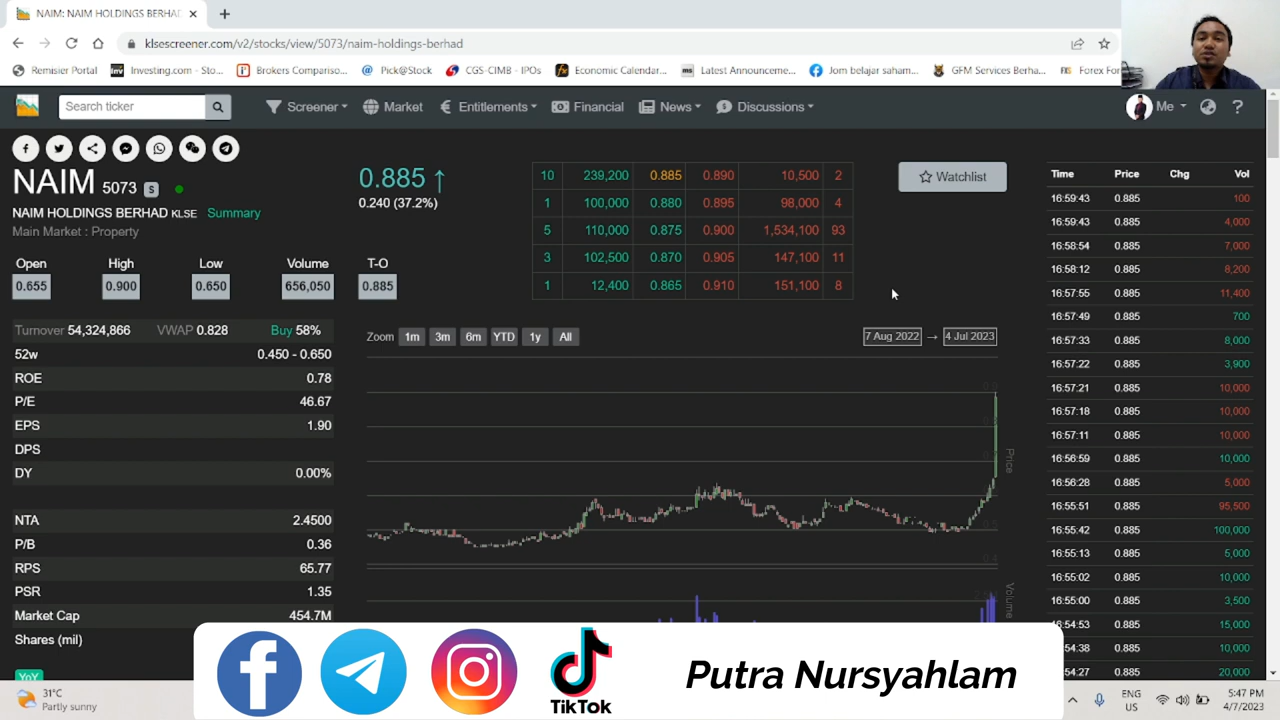 NAIM: NAIM HOLDINGS BERHAD
klsescreener.com/v2/stocks/view/5073/naim-holdings-berhad
Remisier Portal
Investing.com - Sto...
Brokers Compariso...
Pick@Stock
CGS-CIMB - IPOs
Economic Calendar...
Latest Announceme...
Jom belajar saham...
GFM Services Berha...
Forex For
Search ticker
Screener
Market
Entitlements
Financial
News
Discussions
Me
?
NAIM 5073 S
NAIM HOLDINGS BERHAD KLSE Summary
Main Market : Property
0.885 ↑
0.240 (37.2%)
Open High Low Volume T-O
0.655 0.900 0.650 656,050 0.885
Turnover 54,324,866 VWAP 0.828 Buy 58%
52w 0.450 - 0.650
ROE 0.78
P/E 46.67
EPS 1.90
DPS
DY 0.00%
NTA 2.4500
P/B 0.36
RPS 65.77
PSR 1.35
Market Cap 454.7M
Shares (mil)
YoY
10 239,200 0.885 0.890 10,500 2
1 100,000 0.880 0.895 98,000 4
5 110,000 0.875 0.900 1,534,100 93
3 102,500 0.870 0.905 147,100 11
1 12,400 0.865 0.910 151,100 8
Watchlist
Zoom 1m 3m 6m YTD 1y All
7 Aug 2022 → 4 Jul 2023
Price
Volume
Time Price Chg Vol
16:59:43 0.885 100
16:59:43 0.885 4,000
16:58:54 0.885 7,000
16:58:12 0.885 8,200
16:57:55 0.885 11,400
16:57:49 0.885 700
16:57:33 0.885 8,000
16:57:22 0.885 3,900
16:57:21 0.885 10,000
16:57:18 0.885 10,000
16:57:11 0.885 10,000
16:56:59 0.885 10,000
16:56:28 0.885 5,000
16:55:51 0.885 95,500
16:55:42 0.885 100,000
16:55:13 0.885 5,000
16:55:02 0.885 10,000
16:55:00 0.885 3,500
16:54:53 0.885 15,000
:54:38 0.885 10,000
:54:27 0.885 20,000
TikTok
Putra Nursyahlam
31°C
Partly sunny
ENG
US
5:47 PM
4/7/2023